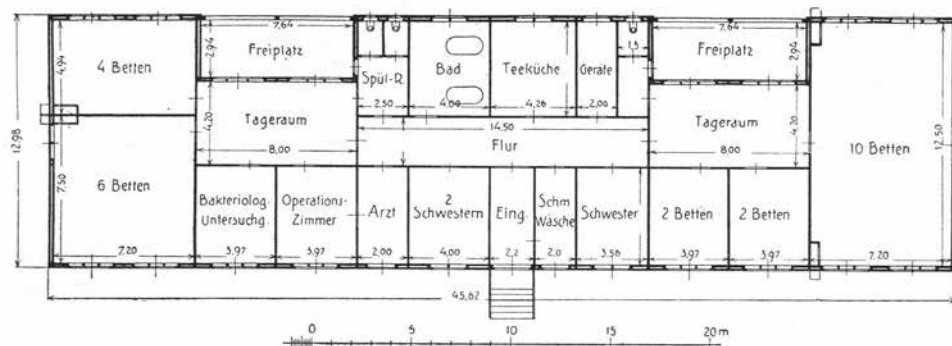 7,64
7,64
4 Betten
2,94
Freiplatz
Bad
Teeküche
Geräte
1,5
Freiplatz
2,94
4,94
Spül-R.
2,50
4,00
4,26
2,00
12,98
4,20
Tageraum
8,00
14,50
Flur
Tageraum
8,00
4,20
10 Betten
12,50
6 Betten
7,50
Bakteriolog.
Untersuchg.
Operations-
Zimmer
Arzt
2
Schwestern
Eing.
Schm
Wäsche
Schwester
2 Betten
2 Betten
7,20
3,97
3,97
2,00
4,00
2,2
2,0
3,56
3,97
3,97
7,20
45,62
0 5 10 15 20 m